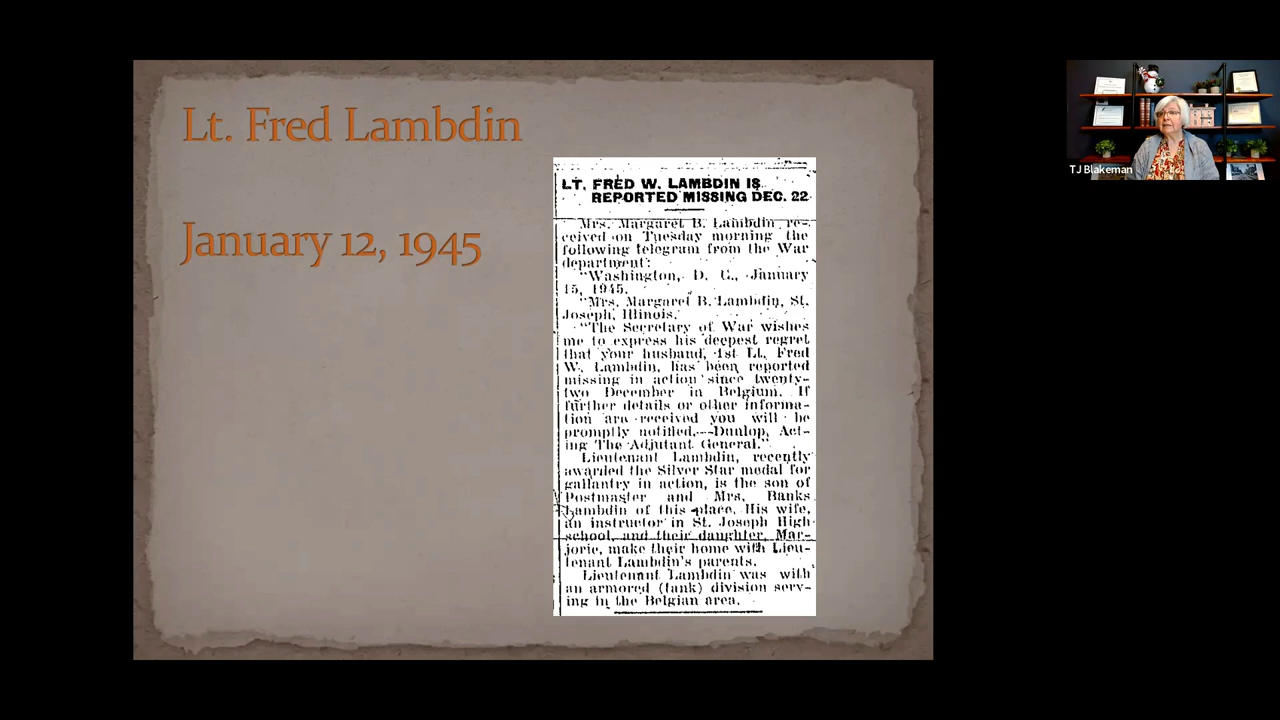 Lt. Fred Lambdin
January 12, 1945
LT. FRED W. LAMBDIN IS
REPORTED MISSING DEC. 22
Mrs. Margaret B. Lambdin re-
ceived on Tuesday morning the
following telegram from the War
department:
"Washington, D. C., January
15, 1945.
"Mrs. Margaret B. Lambdin, St.
Joseph, Illinois.
"The Secretary of War wishes
me to express his deepest regret
that your husband, 1st Lt. Fred
W. Lambdin, has been reported
missing in action since twenty-
two December in Belgium. If
further details or other informa-
tion are received you will be
promptly notified.—Dunlop, Act-
ing The Adjutant General."
Lieutenant Lambdin, recently
awarded the Silver Star medal for
gallantry in action, is the son of
Postmaster and Mrs. Banks
Lambdin of this place. His wife,
an instructor in St. Joseph High
school, and their daughter, Mar-
jorie, make their home with Lieu-
tenant Lambdin's parents.
Lieutenant Lambdin was with
an armored (tank) division serv-
ing in the Belgian area.
TJ Blakeman